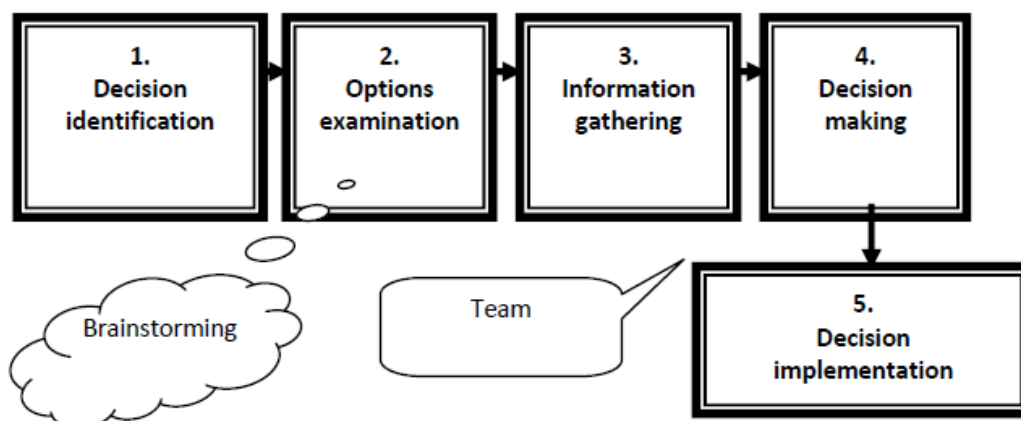 1.
Decision
identification
2.
Options
examination
3.
Information
gathering
4.
Decision
making
Brainstorming
Team
5.
Decision
implementation